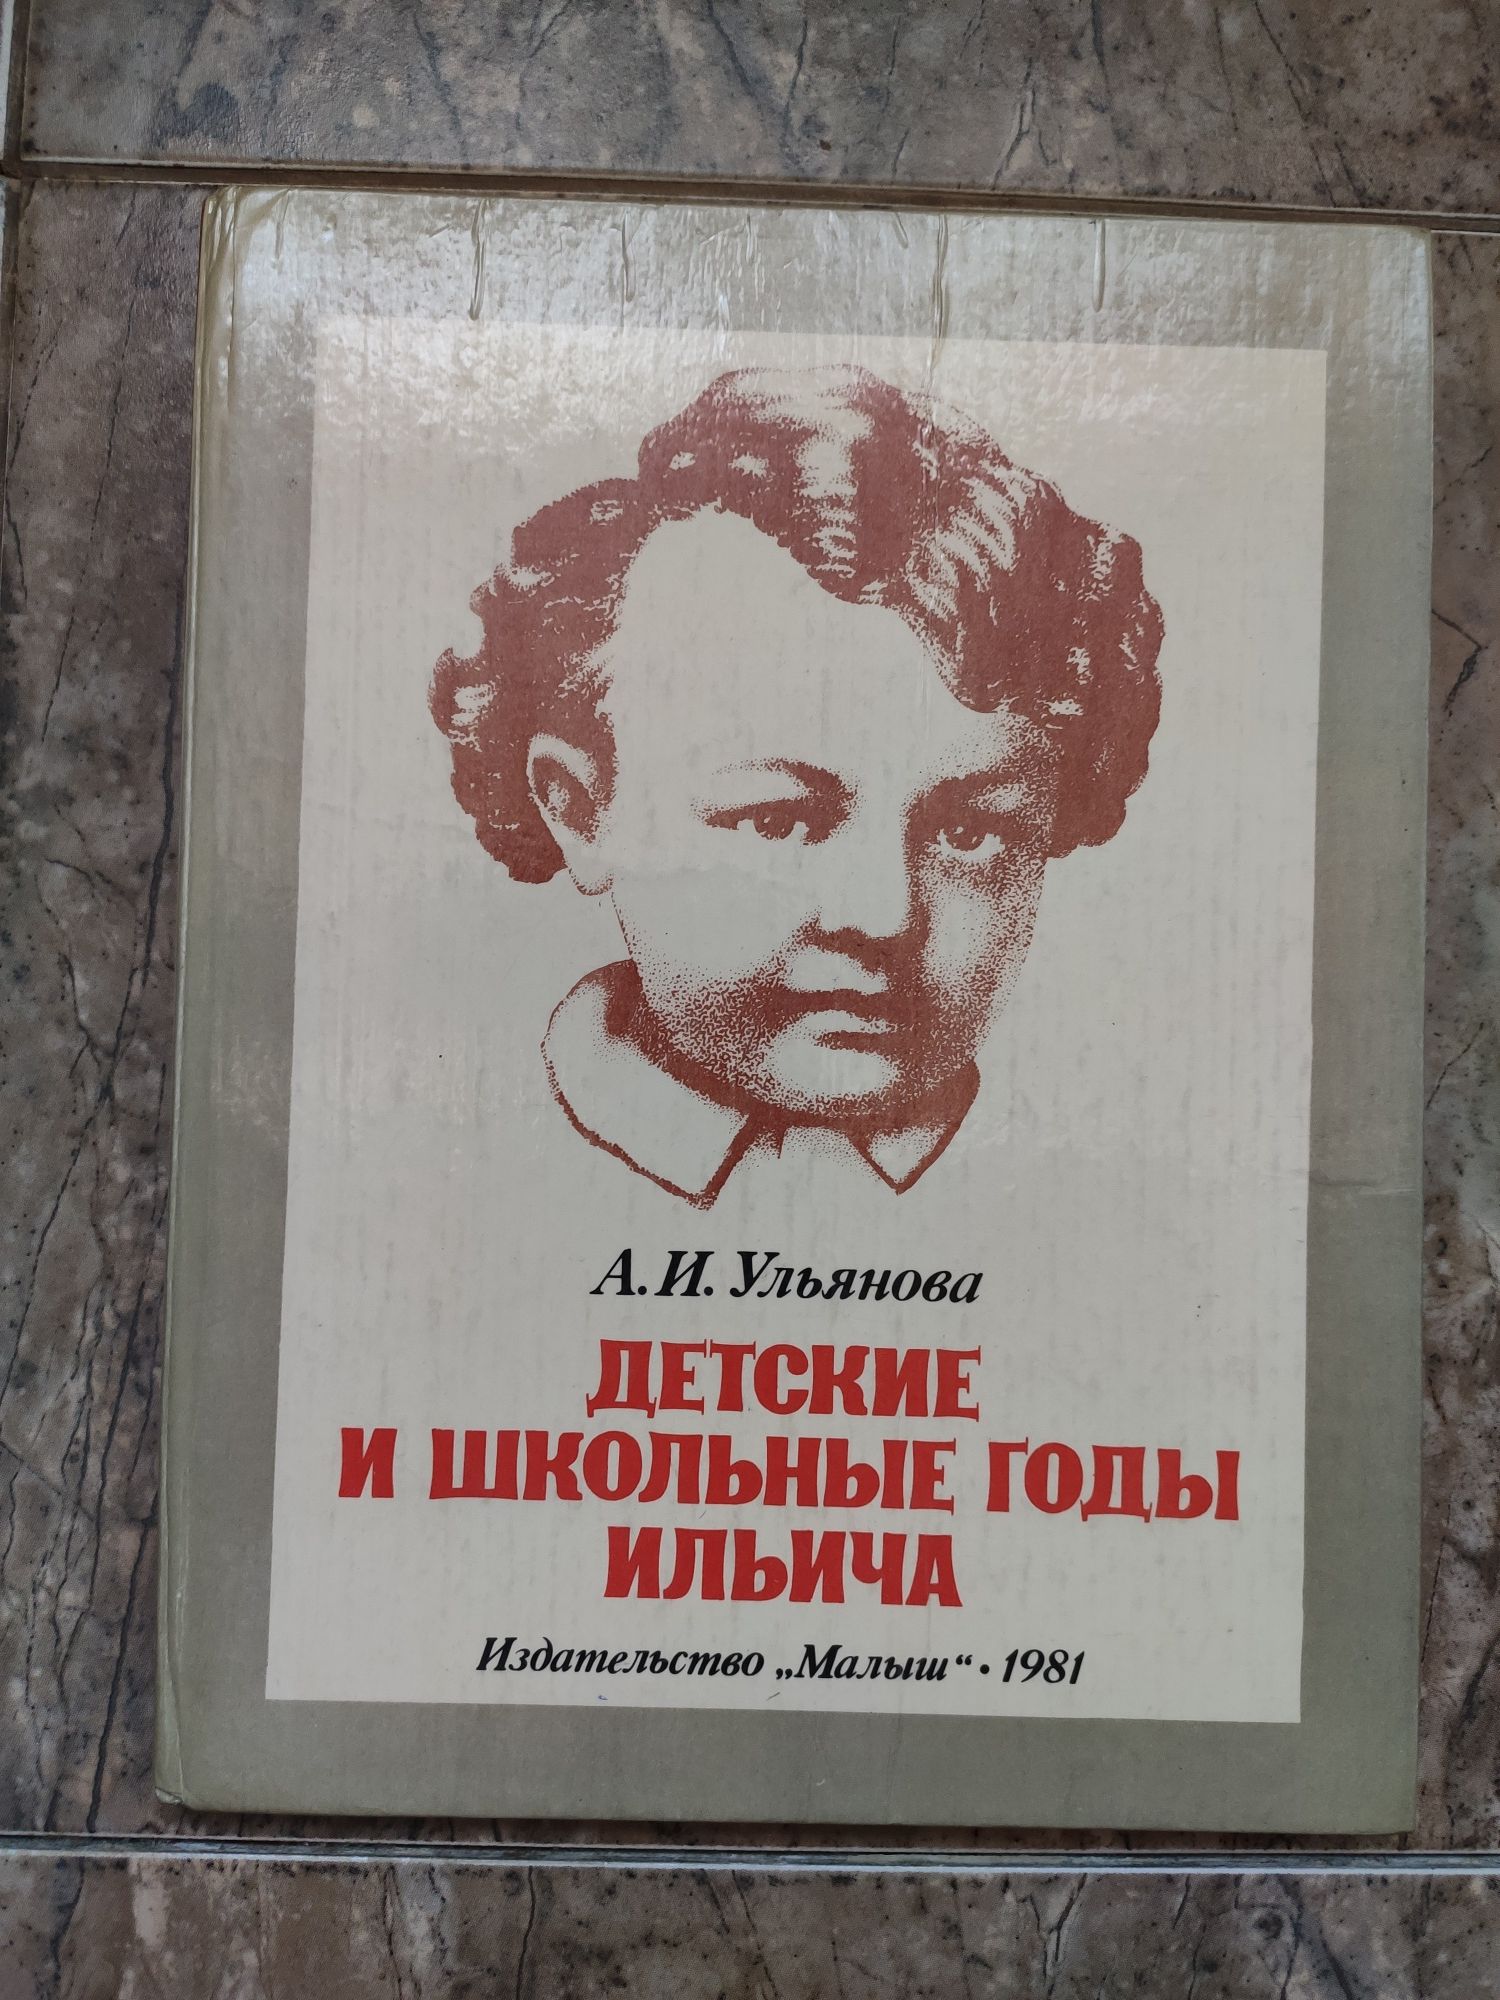 А. И. Ульянова
ДЕТСКИЕ
И ШКОЛЬНЫЕ ГОДЫ
ИЛЬИЧА
Издательство „Малыш“ • 1981